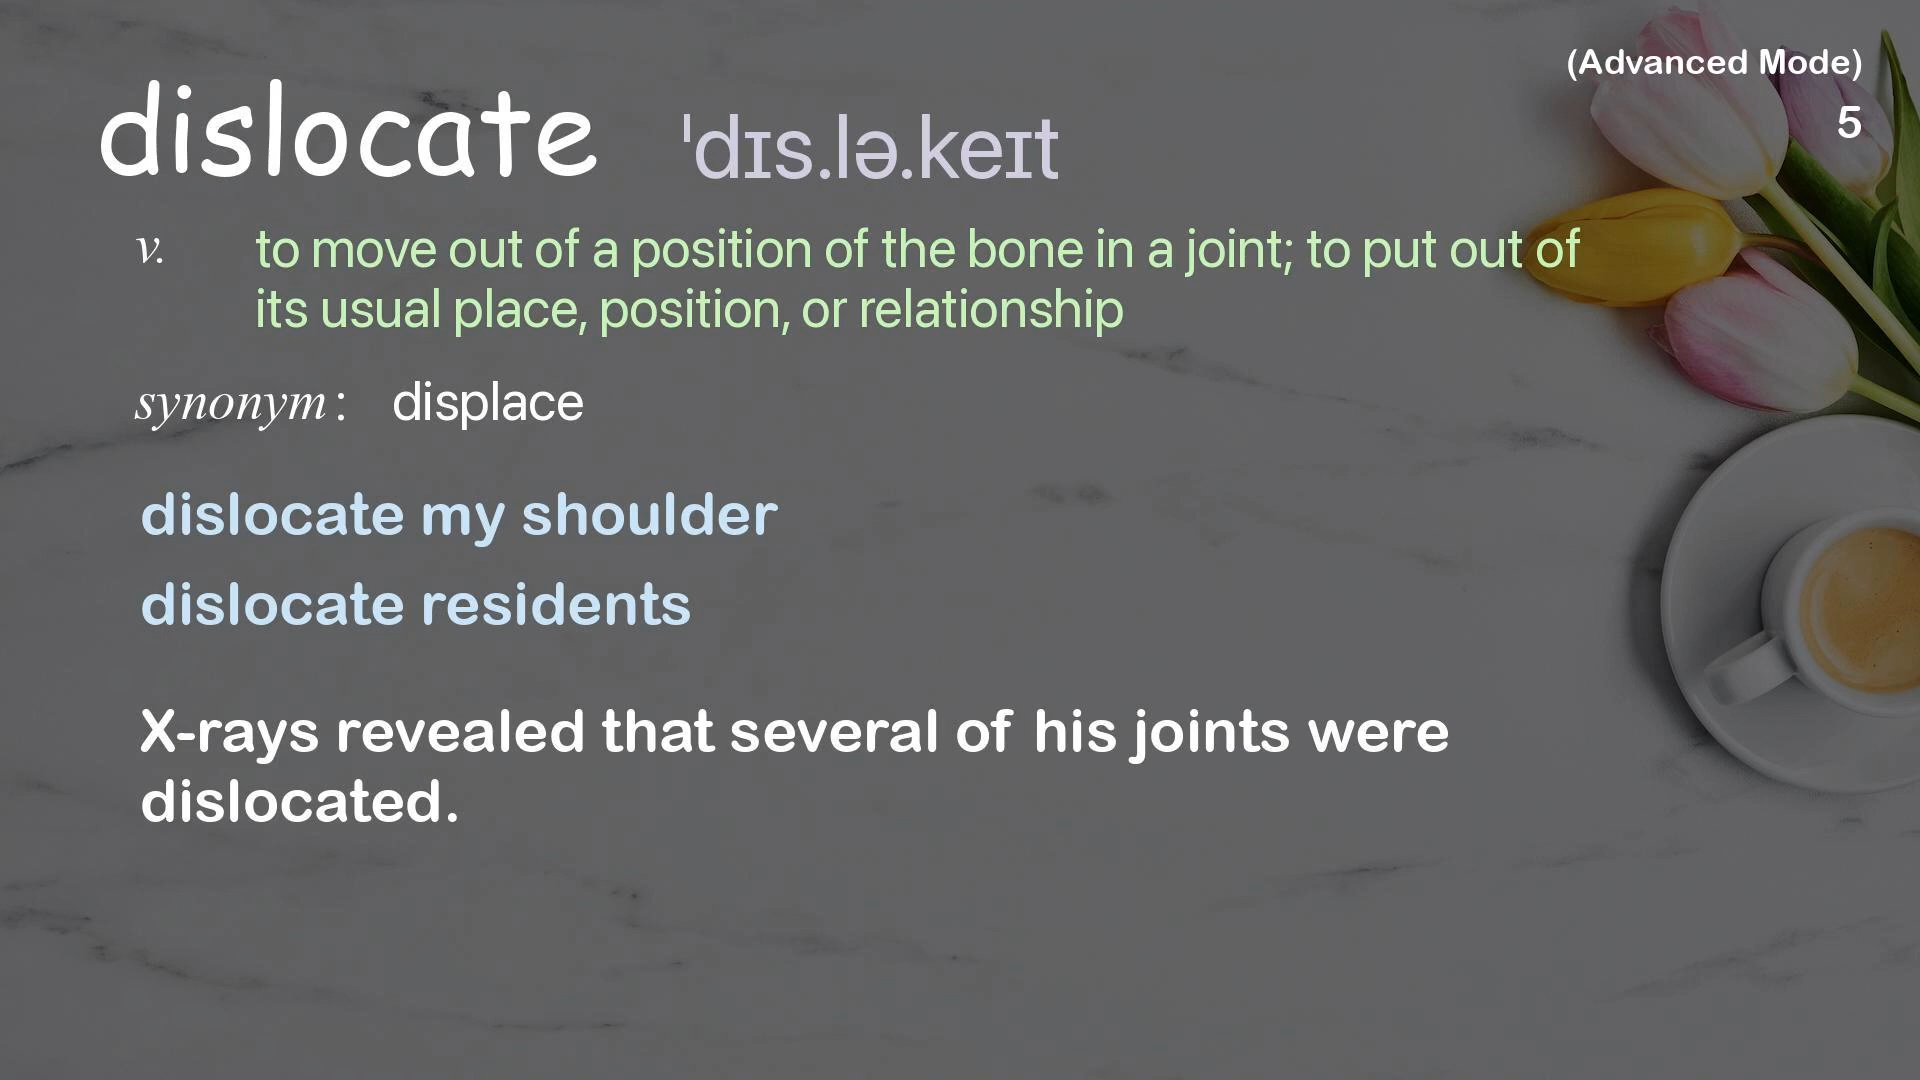 (Advanced Mode)
5
dislocate ˈdɪs.lə.keɪt
v. to move out of a position of the bone in a joint; to put out of
its usual place, position, or relationship
synonym: displace
dislocate my shoulder
dislocate residents
X-rays revealed that several of his joints were
dislocated.